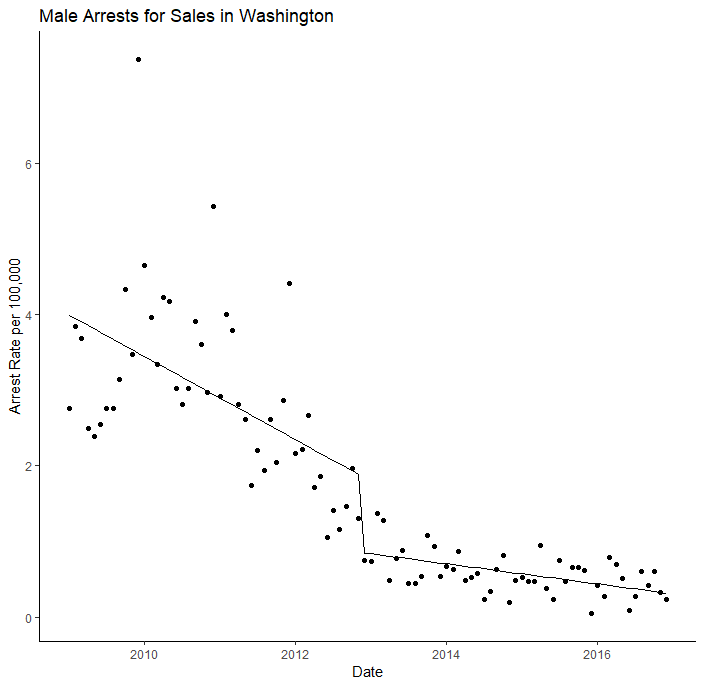 Male Arrests for Sales in Washington
Arrest Rate per 100,000
6
4
2
0
2010 2012 2014 2016
Date